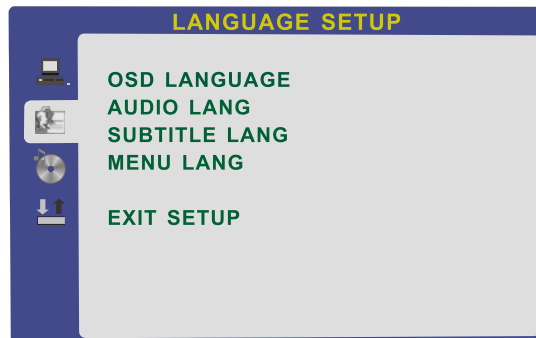 LANGUAGE SETUP
OSD LANGUAGE
AUDIO LANG
SUBTITLE LANG
MENU LANG
EXIT SETUP